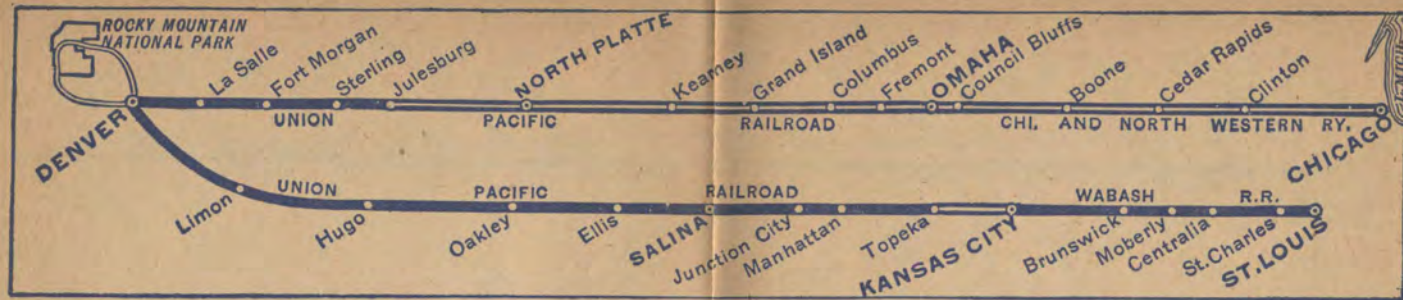 ROCKY MOUNTAIN
NATIONAL PARK
La Salle
Fort Morgan
Sterling
Julesburg
NORTH PLATTE
Kearney
Grand Island
Columbus
Fremont
OMAHA
Council Bluffs
Boone
Cedar Rapids
Clinton
UNION PACIFIC RAILROAD CHI. AND NORTH WESTERN RY.
DENVER
CHICAGO
UNION PACIFIC RAILROAD WABASH R.R.
Limon
Hugo
Oakley
Ellis
SALINA
Junction City
Manhattan
Topeka
KANSAS CITY
Brunswick
Moberly
Centralia
St. Charles
ST. LOUIS